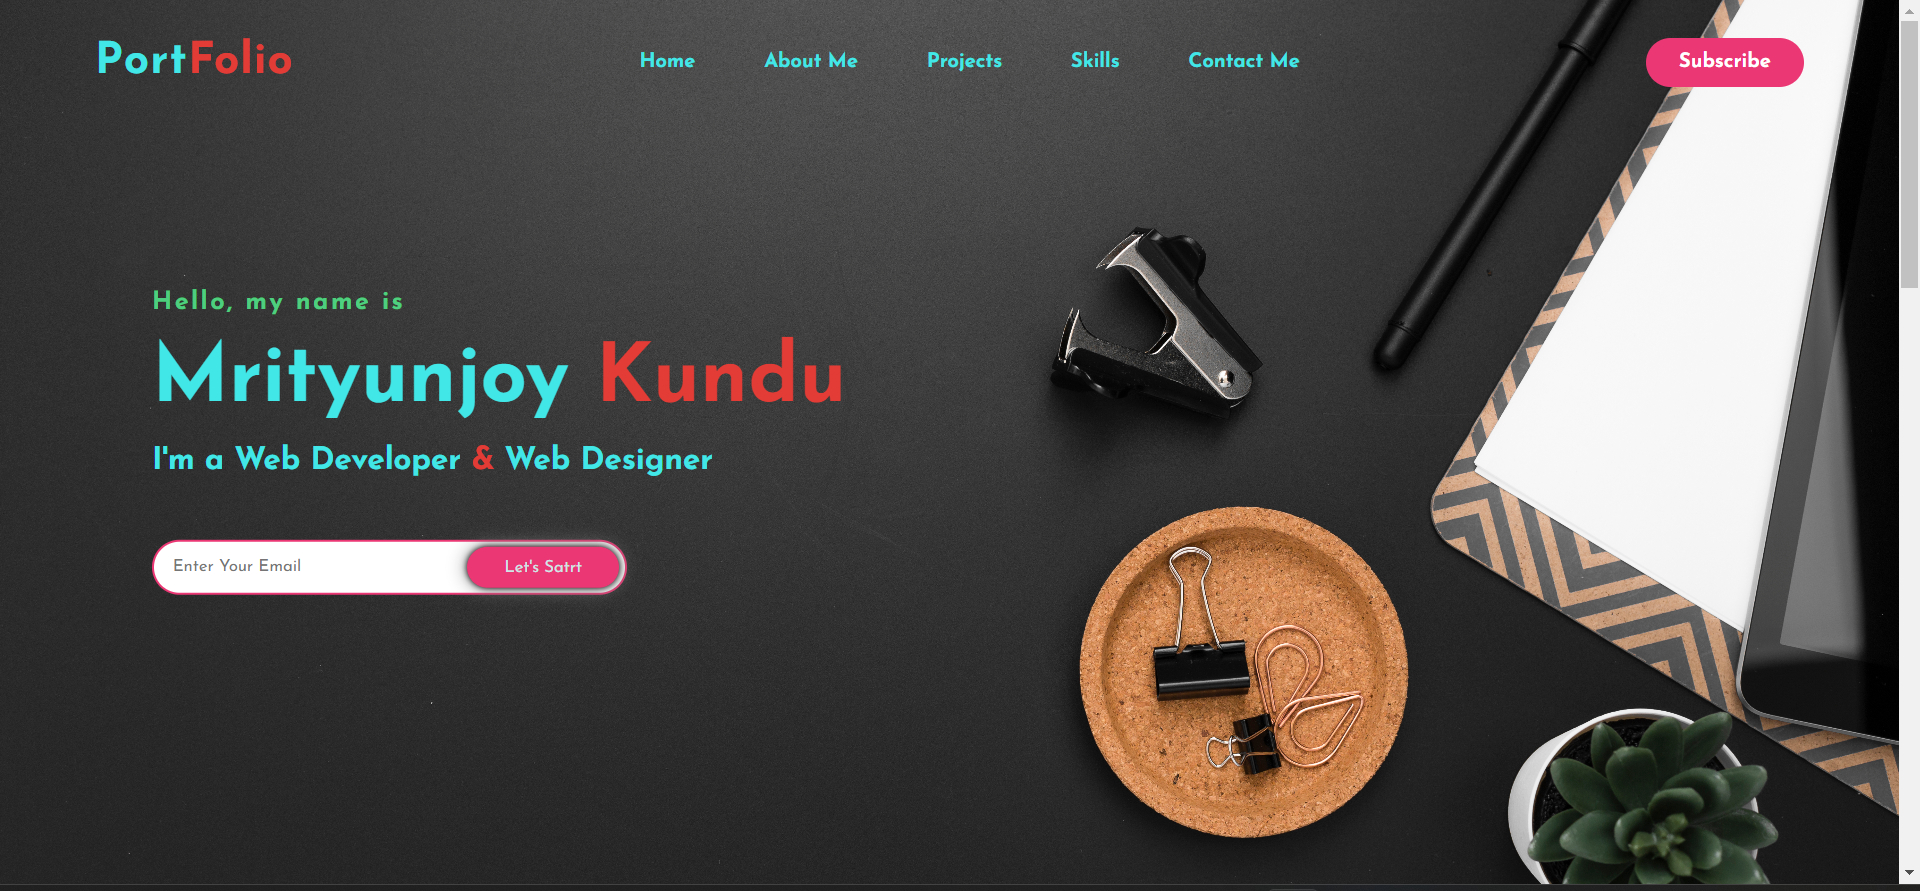 PortFolio
Home About Me Projects Skills Contact Me
Subscribe
Hello, my name is
Mrityunjoy Kundu
I'm a Web Developer & Web Designer
Enter Your Email
Let's Satrt